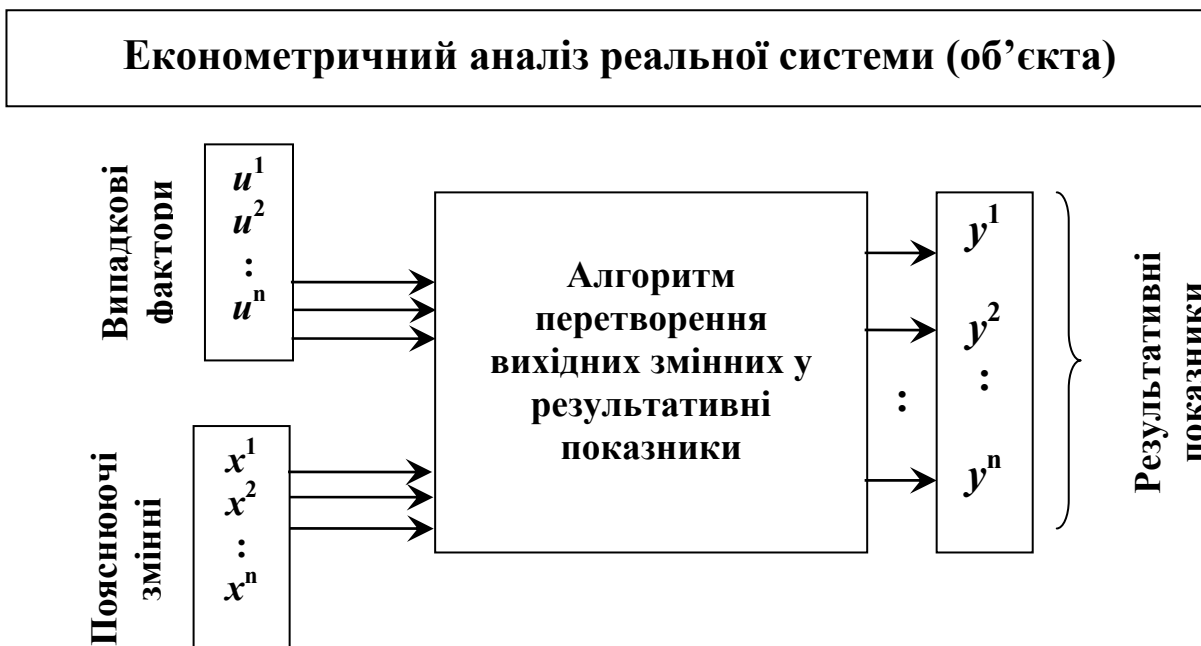 Економетричний аналіз реальної системи (об’єкта)
Випадкові
фактори
u¹
u²
:
uⁿ
Пояснюючі
змінні
x¹
x²
:
xⁿ
Алгоритм
перетворення
вихідних змінних у
результативні
показники
:
y¹
y²
:
yⁿ
Результативні
показники